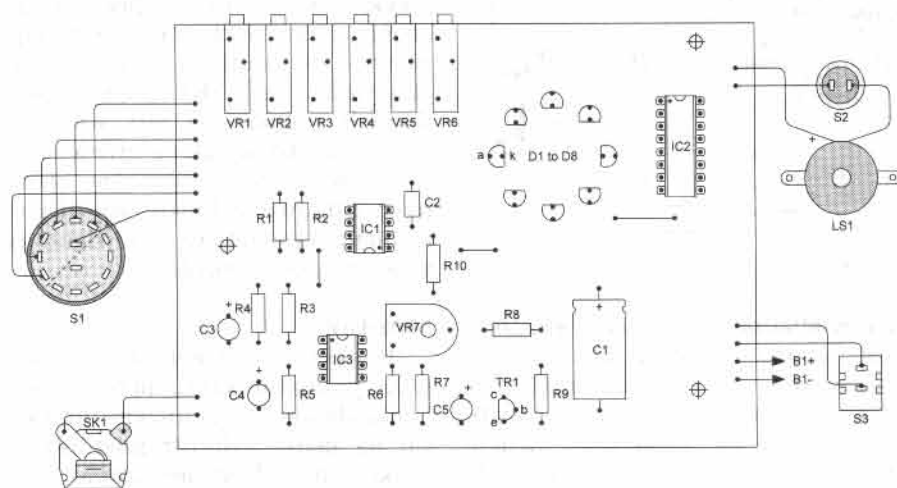 VR1 VR2 VR3 VR4 VR5 VR6
S2
IC2
a k D1 to D8
+
LS1
C2
R1 R2
IC1
R10
S1
R4 R3
+
C3
VR7
R8
+
C1
IC3
B1+
B1-
+
C4
R5
R6 R7
+
C5
TR1
c
b
e
R9
S3
SK1